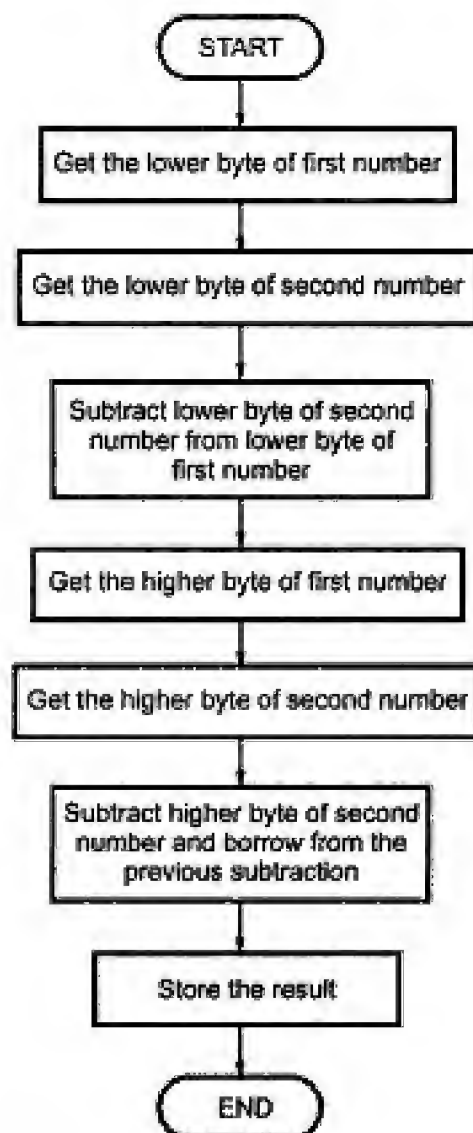 START
Get the lower byte of first number
Get the lower byte of second number
Subtract lower byte of second
number from lower byte of
first number
Get the higher byte of first number
Get the higher byte of second number
Subtract higher byte of second
number and borrow from the
previous subtraction
Store the result
END